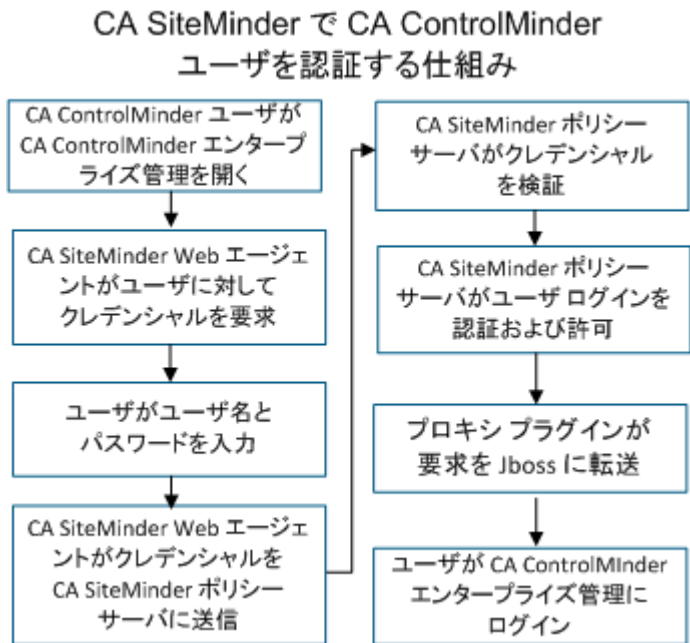 CA SiteMinder で CA ControlMinder
ユーザを認証する仕組み
CA ControlMinder ユーザが
CA ControlMinder エンタープ
ライズ管理を開く
CA SiteMinder Web エージェ
ントがユーザに対して
クレデンシャルを要求
ユーザがユーザ名と
パスワードを入力
CA SiteMinder Web エージェ
ントがクレデンシャルを
CA SiteMinder ポリシー
サーバに送信
CA SiteMinder ポリシー
サーバがクレデンシャル
を検証
CA SiteMinder ポリシー
サーバがユーザ ログインを
認証および許可
プロキシ プラグインが
要求を Jboss に転送
ユーザが CA ControlMInder
エンタープライズ管理に
ログイン